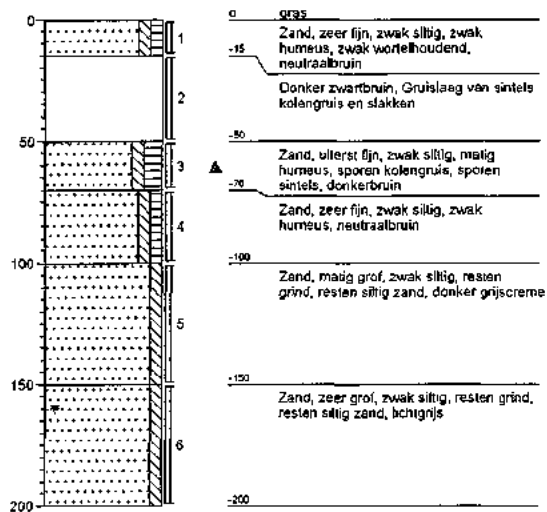 0
50
100
150
200
1
2
3
4
5
6
0 gras
Zand, zeer fijn, zwak siltig, zwak
humeus, zwak wortelhoudend,
neutraalbruin
-15
Donker zwartbruin, Gruislaag van sintels
kolengruis en slakken
-50
Zand, uiterst fijn, zwak siltig, matig
humeus, sporen kolengruis, sporen
sintels, donkerbruin
-70
Zand, zeer fijn, zwak siltig, zwak
humeus, neutraalbruin
-100
Zand, matig grof, zwak siltig, resten
grind, resten siltig zand, donker grijscreme
-150
Zand, zeer grof, zwak siltig, resten grind,
resten siltig zand, lichtgrijs
-200